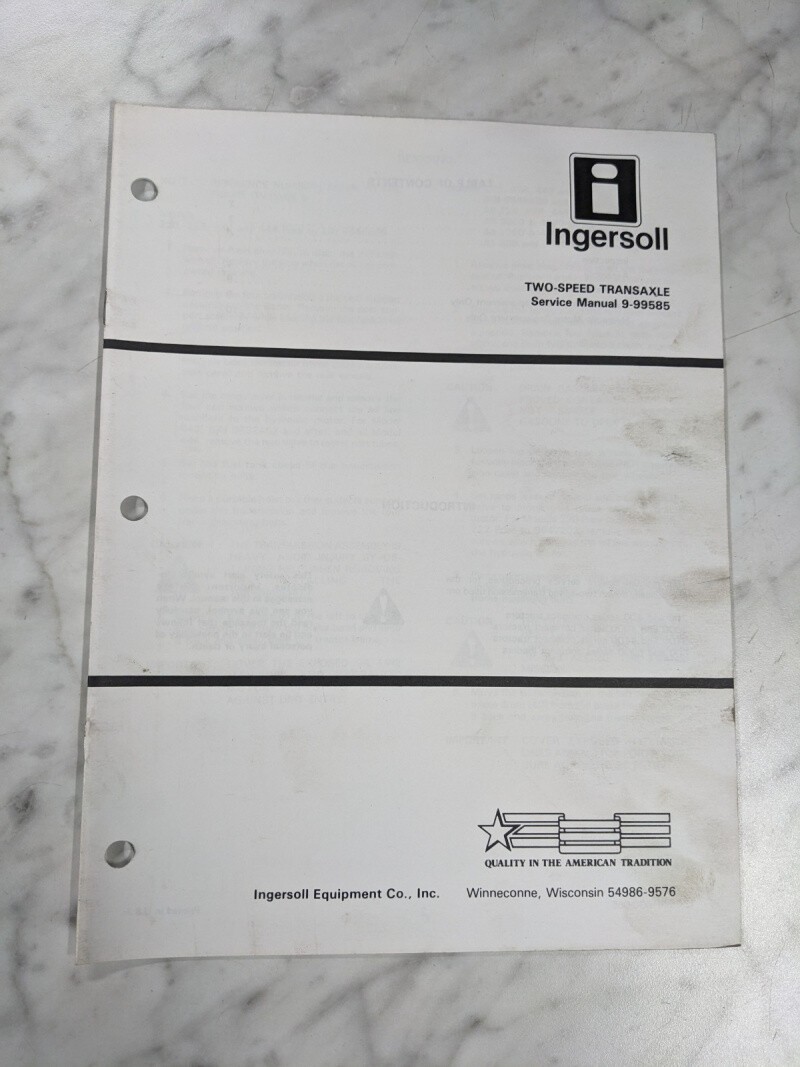 Ingersoll
TWO-SPEED TRANSAXLE
Service Manual 9-99585
QUALITY IN THE AMERICAN TRADITION
Ingersoll Equipment Co., Inc. Winneconne, Wisconsin 54986-9576